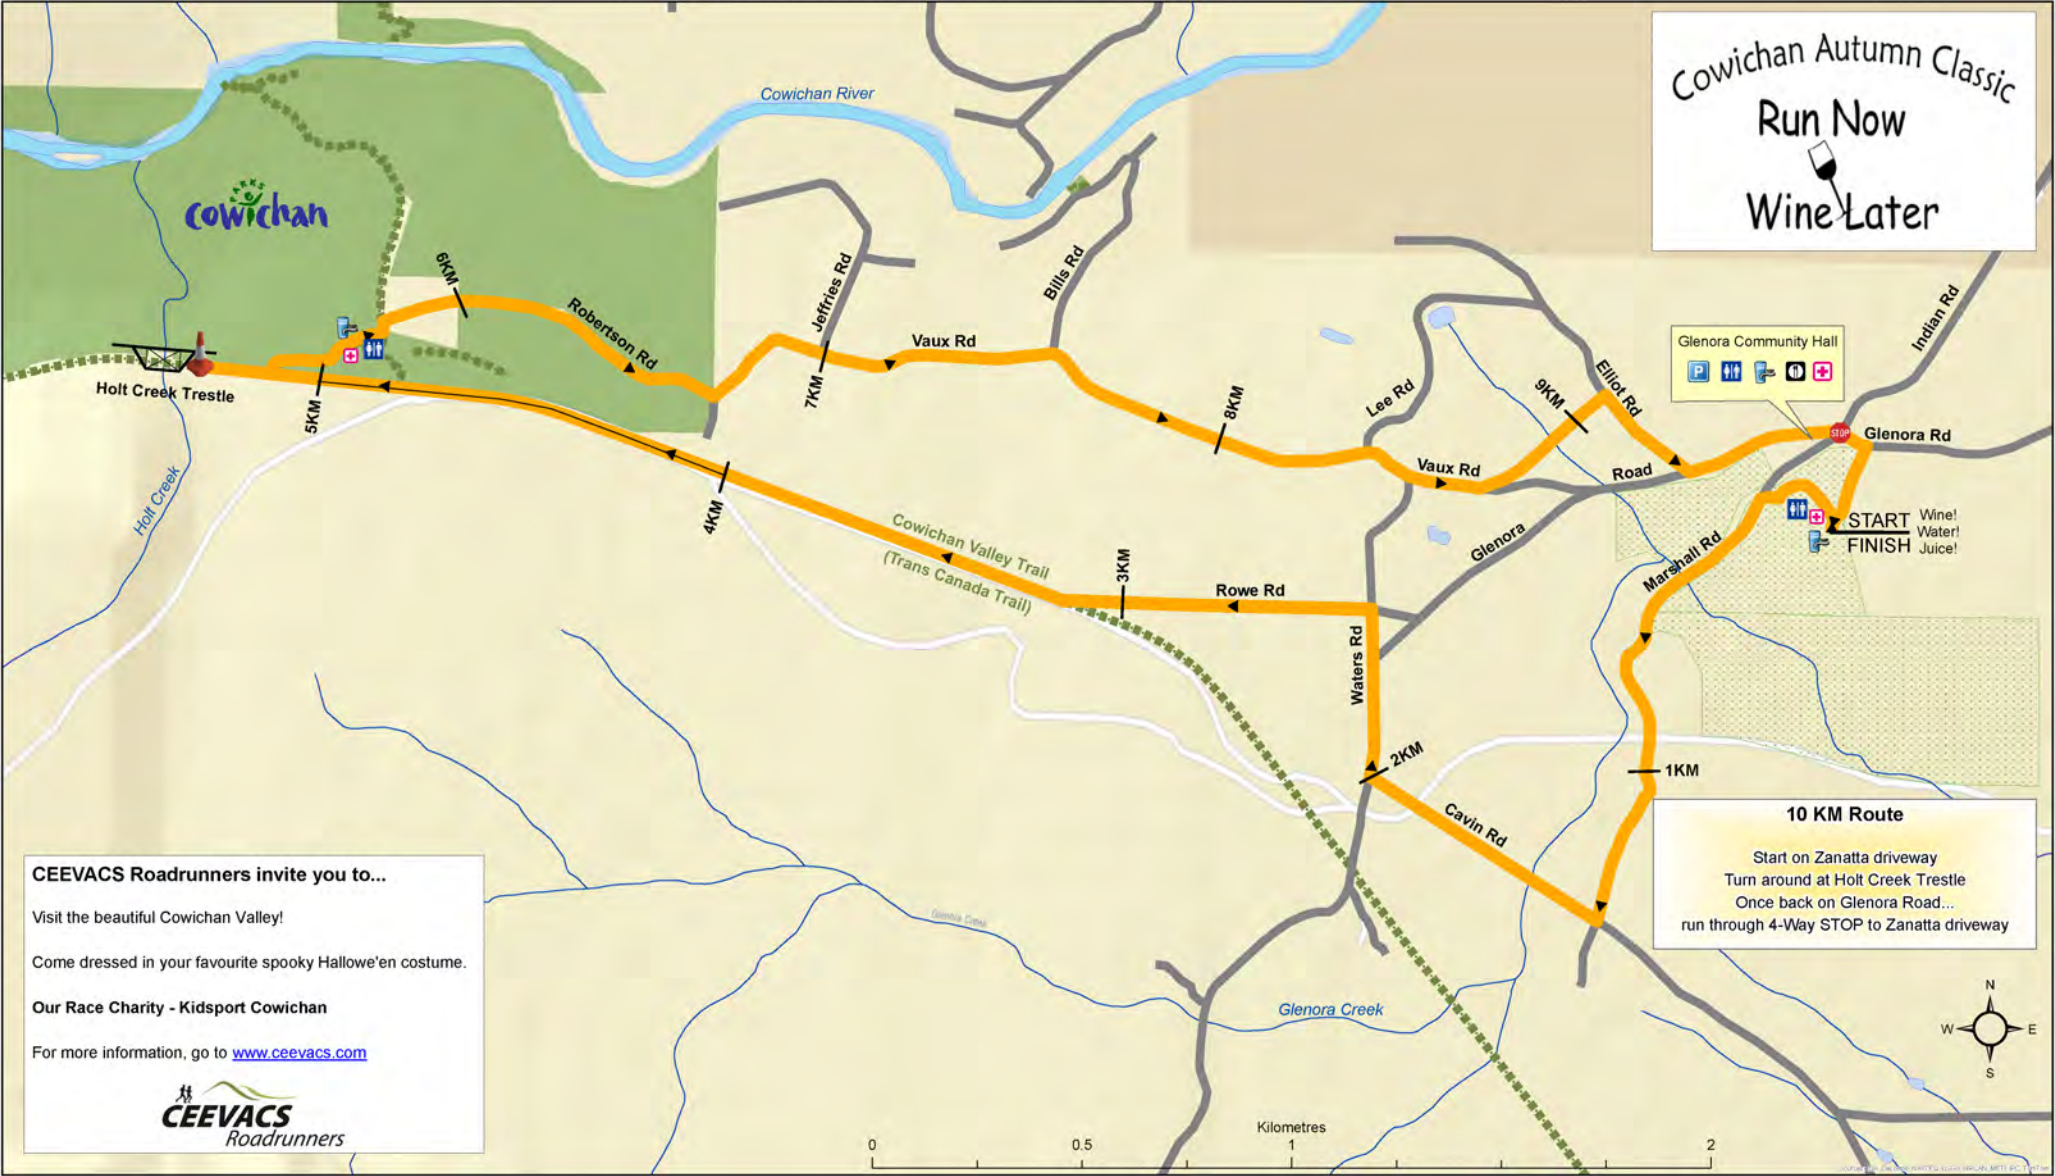 Cowichan Autumn Classic
Run Now
Wine Later
Cowichan River
PARKS
cowichan
6KM
Robertson Rd
Jeffries Rd
7KM
Vaux Rd
Bills Rd
8KM
Lee Rd
9KM
Elliot Rd
Indian Rd
Glenora Community Hall
P
STOP
Glenora Rd
Vaux Rd
Road
Glenora
START
FINISH
Wine!
Water!
Juice!
Marshall Rd
Holt Creek Trestle
5KM
Holt Creek
4KM
Cowichan Valley Trail
(Trans Canada Trail)
3KM
Rowe Rd
Waters Rd
2KM
Cavin Rd
1KM
10 KM Route
Start on Zanatta driveway
Turn around at Holt Creek Trestle
Once back on Glenora Road...
run through 4-Way STOP to Zanatta driveway
CEEVACS Roadrunners invite you to...
Visit the beautiful Cowichan Valley!
Come dressed in your favourite spooky Hallowe'en costume.
Our Race Charity - Kidsport Cowichan
For more information, go to www.ceevacs.com
CEEVACS
Roadrunners
Glenora Creek
Glenora Creek
N
W
E
S
Kilometres
0
0.5
1
2